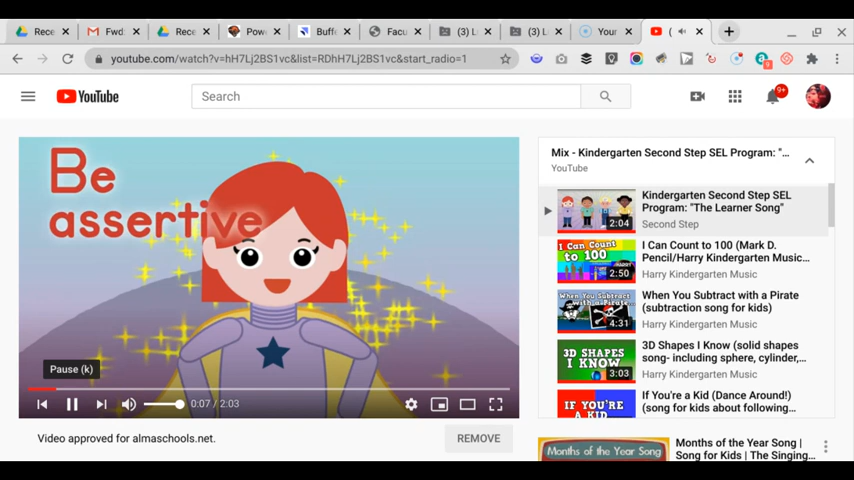 Rece
Fwd:
Rece
Pow
Buff
Facu
(3) L
(3) L
Your
(
youtube.com/watch?v=hH7Lj2BS1vc&list=RDhH7Lj2BS1vc&start_radio=1
YouTube
Search
9+
Be
assertive
Pause (k)
0:07 / 2:03
Video approved for almaschools.net.
REMOVE
Mix - Kindergarten Second Step SEL Program: "...
YouTube
2:04
Kindergarten Second Step SEL
Program: "The Learner Song"
Second Step
I Can Count
to 100
2:50
I Can Count to 100 (Mark D.
Pencil/Harry Kindergarten Music...
Harry Kindergarten Music
When You Subtract
with a Pirate
4:31
When You Subtract with a Pirate
(subtraction song for kids)
Harry Kindergarten Music
3D SHAPES
I KNOW
3:03
3D Shapes I Know (solid shapes
song- including sphere, cylinder,...
Harry Kindergarten Music
IF YOU'RE
A KID
If You're a Kid (Dance Around!)
(song for kids about following...
Months of the Year Song
Months of the Year Song |
Song for Kids | The Singing...